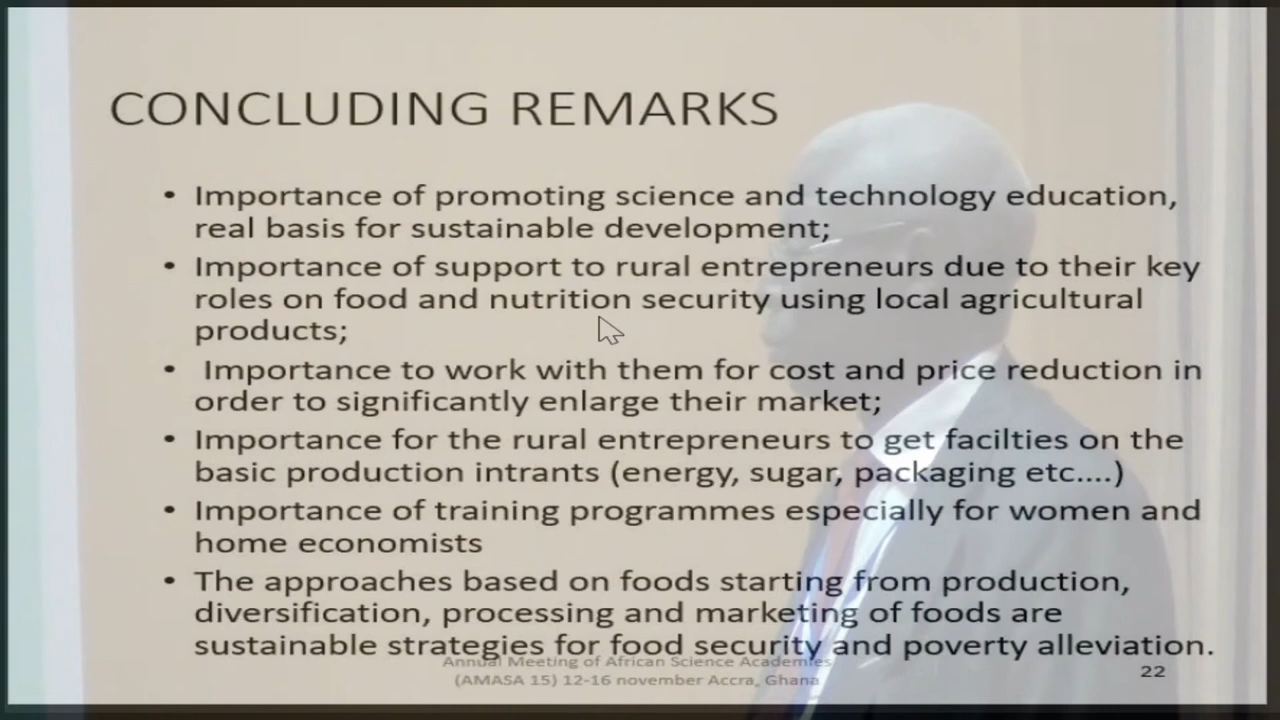 CONCLUDING REMARKS
• Importance of promoting science and technology education,
real basis for sustainable development;
• Importance of support to rural entrepreneurs due to their key
roles on food and nutrition security using local agricultural
products;
• Importance to work with them for cost and price reduction in
order to significantly enlarge their market;
• Importance for the rural entrepreneurs to get facilties on the
basic production intrants (energy, sugar, packaging etc....)
• Importance of training programmes especially for women and
home economists
• The approaches based on foods starting from production,
diversification, processing and marketing of foods are
sustainable strategies for food security and poverty alleviation.
Annual Meeting of African Science Academies
(AMASA 15) 12-16 november Accra, Ghana
22